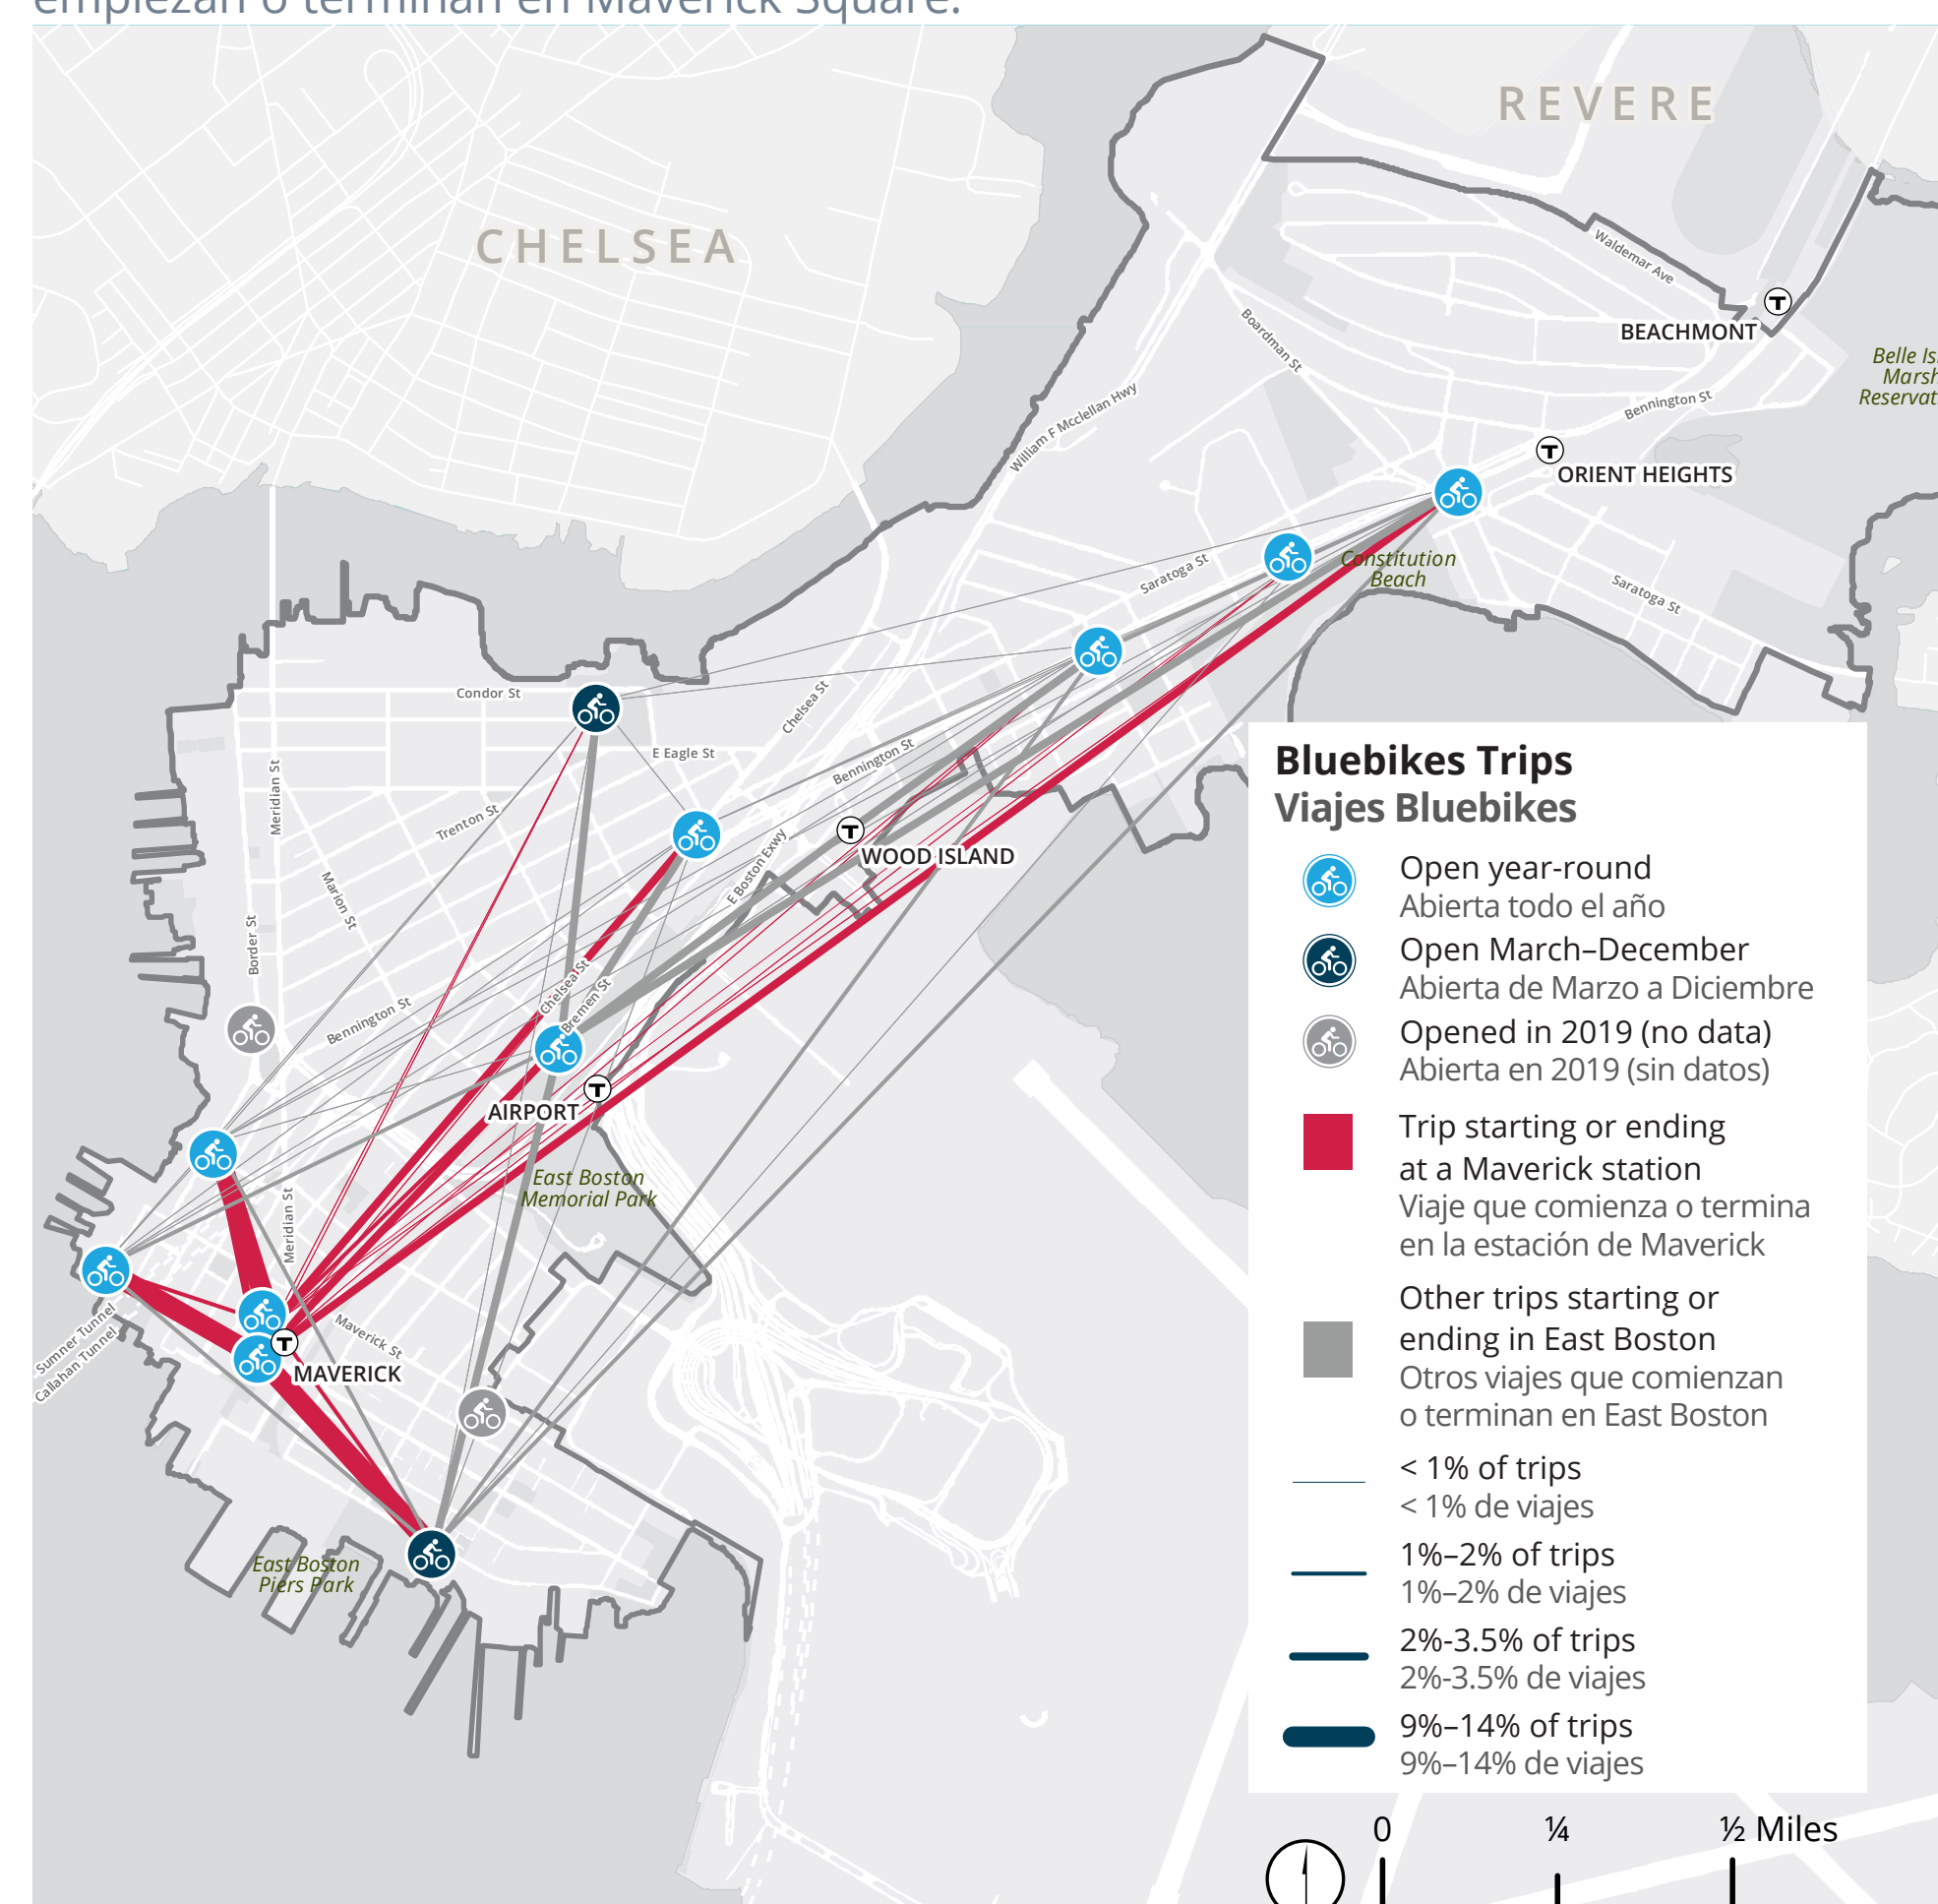 empiezan o terminan en Maverick Square.
REVERE
CHELSEA
Waldemar Ave
BEACHMONT
Boardman St
Belle Is
Marsh
Reservat
William F Mcclellan Hwy
Bennington St
ORIENT HEIGHTS
Constitution
Beach
Saratoga St
Saratoga St
Condor St
Chelsea St
E Eagle St
Bennington St
Meridian St
Trenton St
WOOD ISLAND
E Boston Exwy
Marion St
Border St
Chelsea St
Bremen St
Bennington St
AIRPORT
East Boston
Memorial Park
Meridian St
Sumner Tunnel
Callahan Tunnel
Maverick St
MAVERICK
East Boston
Piers Park
Bluebikes Trips
Viajes Bluebikes
Open year-round
Abierta todo el año
Open March–December
Abierta de Marzo a Diciembre
Opened in 2019 (no data)
Abierta en 2019 (sin datos)
Trip starting or ending
at a Maverick station
Viaje que comienza o termina
en la estación de Maverick
Other trips starting or
ending in East Boston
Otros viajes que comienzan
o terminan en East Boston
< 1% of trips
< 1% de viajes
1%–2% of trips
1%–2% de viajes
2%-3.5% of trips
2%-3.5% de viajes
9%–14% of trips
9%–14% de viajes
0 ¼ ½ Miles